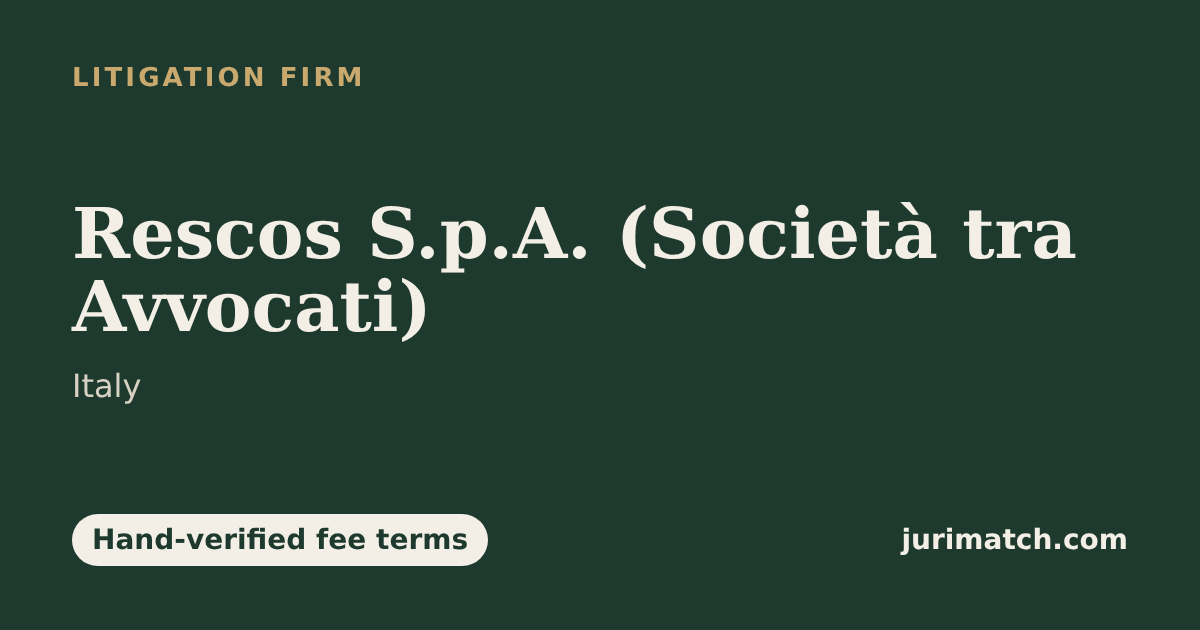 LITIGATION FIRM
Rescos S.p.A. (Società tra
Avvocati)
Italy
Hand-verified fee terms
jurimatch.com